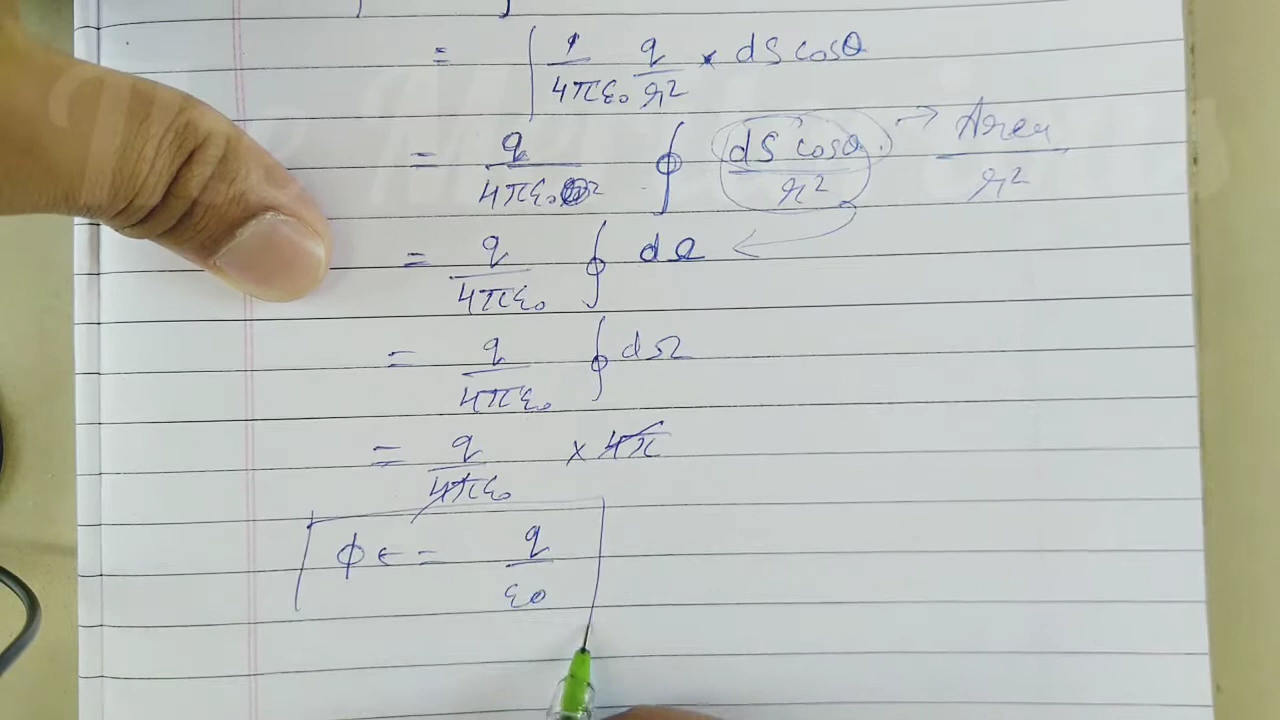 = ∫ 1/4πε₀ q/r² × dS cosθ
= q/4πε₀ ∮ dS cosθ/r² → Area/r²
= q/4πε₀ ∮ dΩ ←
= q/4πε₀ ∮ dΩ
= q/4πε₀ × 4π
ϕE = q/ε₀